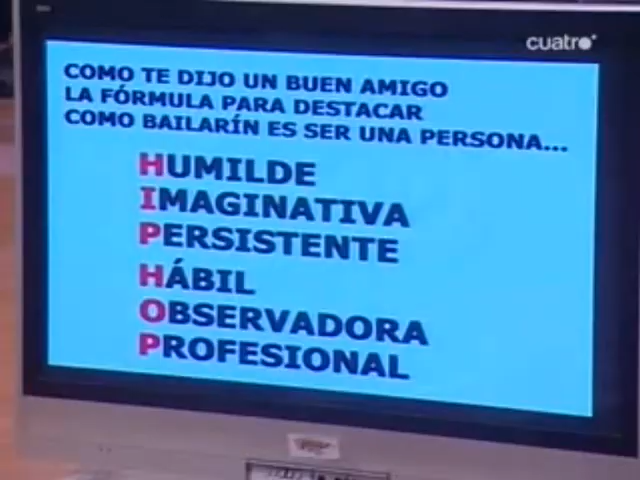 cuatro
COMO TE DIJO UN BUEN AMIGO
LA FÓRMULA PARA DESTACAR
COMO BAILARÍN ES SER UNA PERSONA...
HUMILDE
IMAGINATIVA
PERSISTENTE
HÁBIL
OBSERVADORA
PROFESIONAL